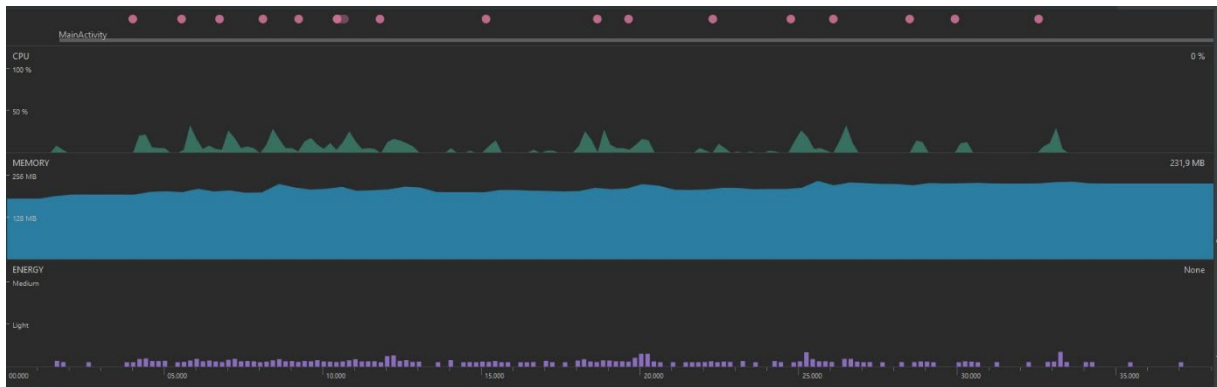 MainActivity
CPU 0 %
100 %
50 %
MEMORY 231,9 MB
256 MB
128 MB
ENERGY None
Medium
Light
00.000 05.000 10.000 15.000 20.000 25.000 30.000 35.000